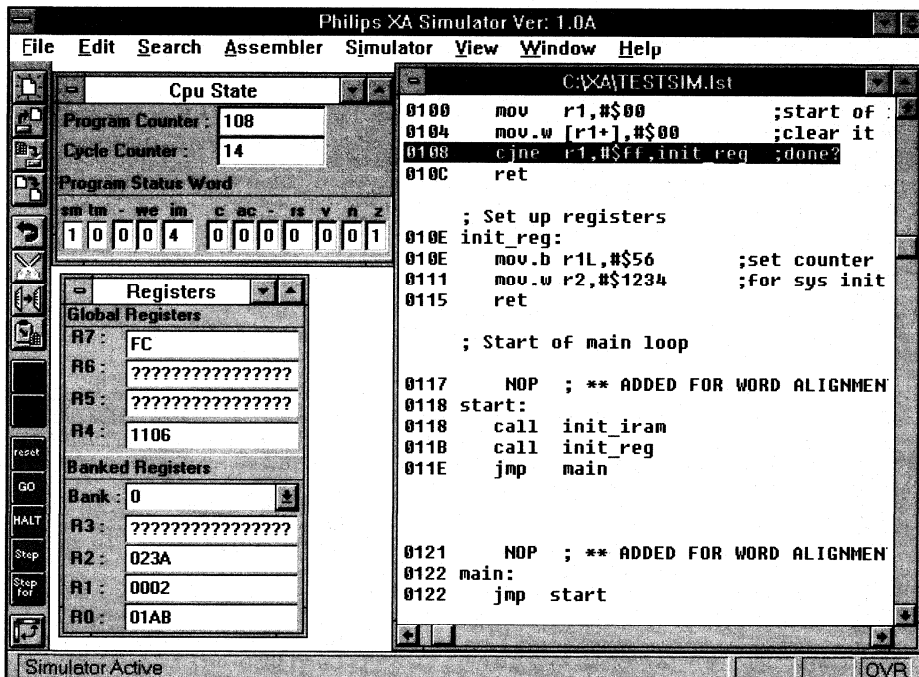 Philips XA Simulator Ver: 1.0A
File Edit Search Assembler Simulator View Window Help
Cpu State
Program Counter : 108
Cycle Counter : 14
Program Status Word
sm tm - we im c ac - rs v n z
1 0 0 0 4 0 0 0 0 0 0 1
Registers
Global Registers
R7 : FC
R6 : ????????????????
R5 : ????????????????
R4 : 1106
Banked Registers
Bank : 0
R3 : ????????????????
R2 : 023A
R1 : 0002
R0 : 01AB
reset
GO
HALT
Step
Step for
C:\XA\TESTSIM.lst
0100 mov r1,#$00 ;start of
0104 mov.w [r1+],#$00 ;clear it
0108 cjne r1,#$ff,init_reg ;done?
010C ret
; Set up registers
010E init_reg:
010E mov.b r1L,#$56 ;set counter
0111 mov.w r2,#$1234 ;for sys init
0115 ret
; Start of main loop
0117 NOP ; ** ADDED FOR WORD ALIGNMEN
0118 start:
0118 call init_iram
011B call init_reg
011E jmp main
0121 NOP ; ** ADDED FOR WORD ALIGNMEN
0122 main:
0122 jmp start
Simulator Active
OVR